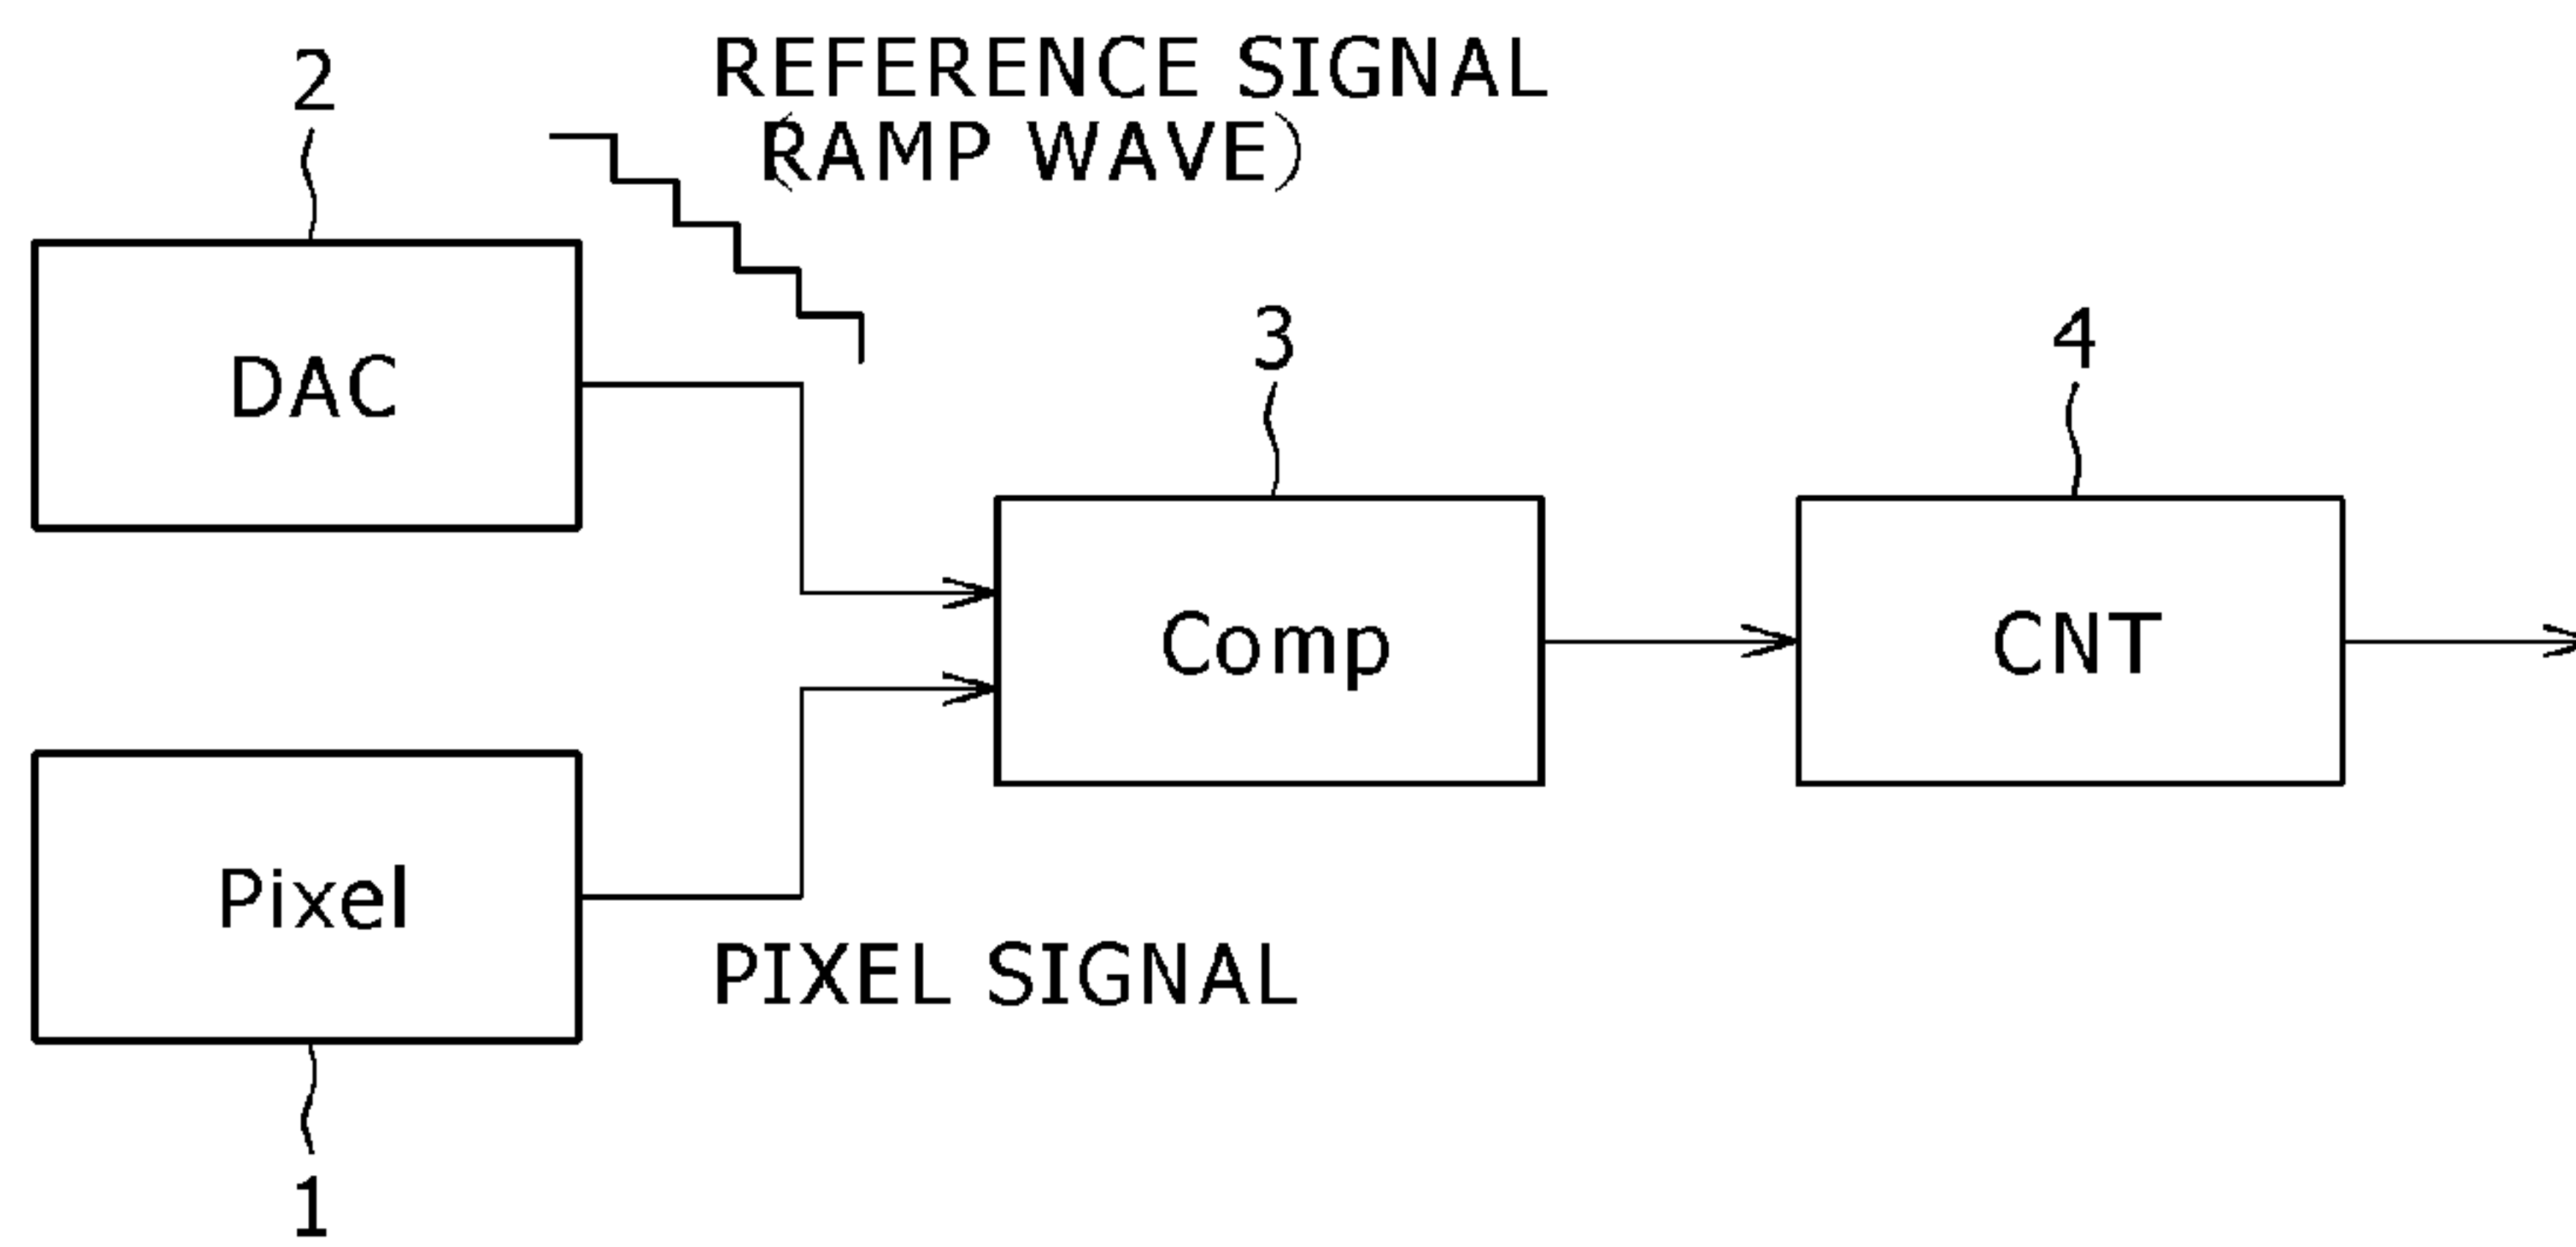 2
REFERENCE SIGNAL
(RAMP WAVE)
DAC
3
4
Comp
CNT
Pixel
PIXEL SIGNAL
1